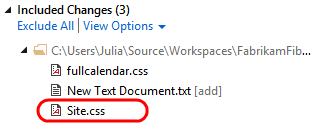 Included Changes (3)
Exclude All | View Options
C:\Users\Julia\Source\Workspaces\FabrikamFib...
fullcalendar.css
New Text Document.txt [add]
Site.css